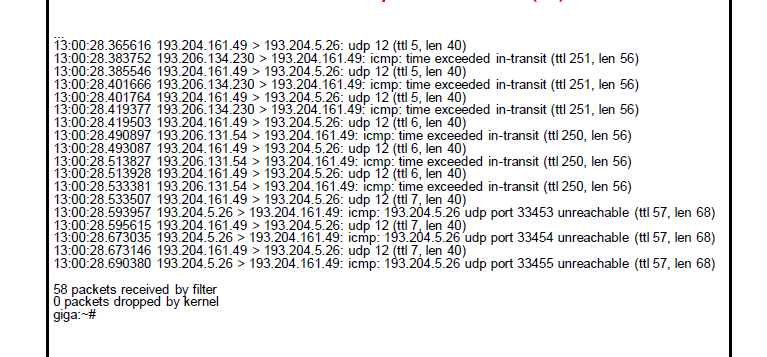 ...
13:00:28.365616 193.204.161.49 > 193.204.5.26: udp 12 (ttl 5, len 40)
13:00:28.383752 193.206.134.230 > 193.204.161.49: icmp: time exceeded in-transit (ttl 251, len 56)
13:00:28.385546 193.204.161.49 > 193.204.5.26: udp 12 (ttl 5, len 40)
13:00:28.401666 193.206.134.230 > 193.204.161.49: icmp: time exceeded in-transit (ttl 251, len 56)
13:00:28.401764 193.204.161.49 > 193.204.5.26: udp 12 (ttl 5, len 40)
13:00:28.419377 193.206.134.230 > 193.204.161.49: icmp: time exceeded in-transit (ttl 251, len 56)
13:00:28.419503 193.204.161.49 > 193.204.5.26: udp 12 (ttl 6, len 40)
13:00:28.490897 193.206.131.54 > 193.204.161.49: icmp: time exceeded in-transit (ttl 250, len 56)
13:00:28.493087 193.204.161.49 > 193.204.5.26: udp 12 (ttl 6, len 40)
13:00:28.513827 193.206.131.54 > 193.204.161.49: icmp: time exceeded in-transit (ttl 250, len 56)
13:00:28.513928 193.204.161.49 > 193.204.5.26: udp 12 (ttl 6, len 40)
13:00:28.533381 193.206.131.54 > 193.204.161.49: icmp: time exceeded in-transit (ttl 250, len 56)
13:00:28.533507 193.204.161.49 > 193.204.5.26: udp 12 (ttl 7, len 40)
13:00:28.593957 193.204.5.26 > 193.204.161.49: icmp: 193.204.5.26 udp port 33453 unreachable (ttl 57, len 68)
13:00:28.595615 193.204.161.49 > 193.204.5.26: udp 12 (ttl 7, len 40)
13:00:28.673035 193.204.5.26 > 193.204.161.49: icmp: 193.204.5.26 udp port 33454 unreachable (ttl 57, len 68)
13:00:28.673146 193.204.161.49 > 193.204.5.26: udp 12 (ttl 7, len 40)
13:00:28.690380 193.204.5.26 > 193.204.161.49: icmp: 193.204.5.26 udp port 33455 unreachable (ttl 57, len 68)
58 packets received by filter
0 packets dropped by kernel
giga:~#